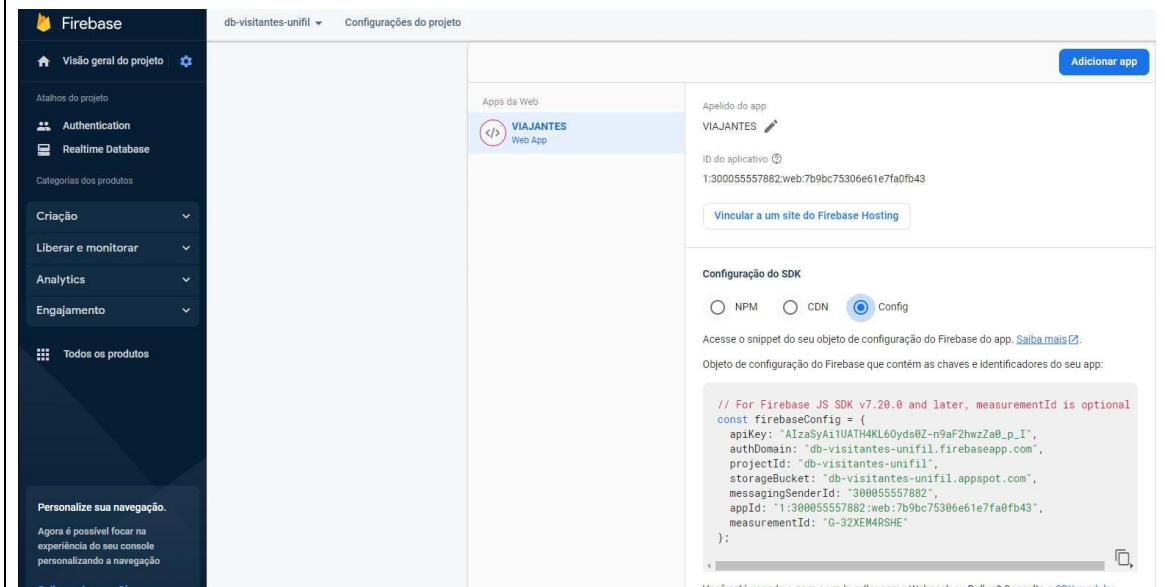 Firebase
db-visitantes-unifil
Configurações do projeto
Visão geral do projeto
Atalhos do projeto
Authentication
Realtime Database
Categorias dos produtos
Criação
Liberar e monitorar
Analytics
Engajamento
Todos os produtos
Personalize sua navegação.
Agora é possível focar na
experiência do seu console
personalizando a navegação
Adicionar app
Apps da Web
VIAJANTES
Web App
Apelido do app
VIAJANTES
ID do aplicativo
1:300055557882:web:7b9bc75306e61e7fa0fb43
Vincular a um site do Firebase Hosting
Configuração do SDK
NPM CDN Config
Acesse o snippet do seu objeto de configuração do Firebase do app. Saiba mais.
Objeto de configuração do Firebase que contém as chaves e identificadores do seu app:
// For Firebase JS SDK v7.20.0 and later, measurementId is optional
const firebaseConfig = {
apiKey: "AIzaSyAi1UATH4KL6Oyds0Z-n9aF2hwzZa0_p_I",
authDomain: "db-visitantes-unifil.firebaseapp.com",
projectId: "db-visitantes-unifil",
storageBucket: "db-visitantes-unifil.appspot.com",
messagingSenderId: "300055557882",
appId: "1:300055557882:web:7b9bc75306e61e7fa0fb43",
measurementId: "G-32XEM4RSHE"
};